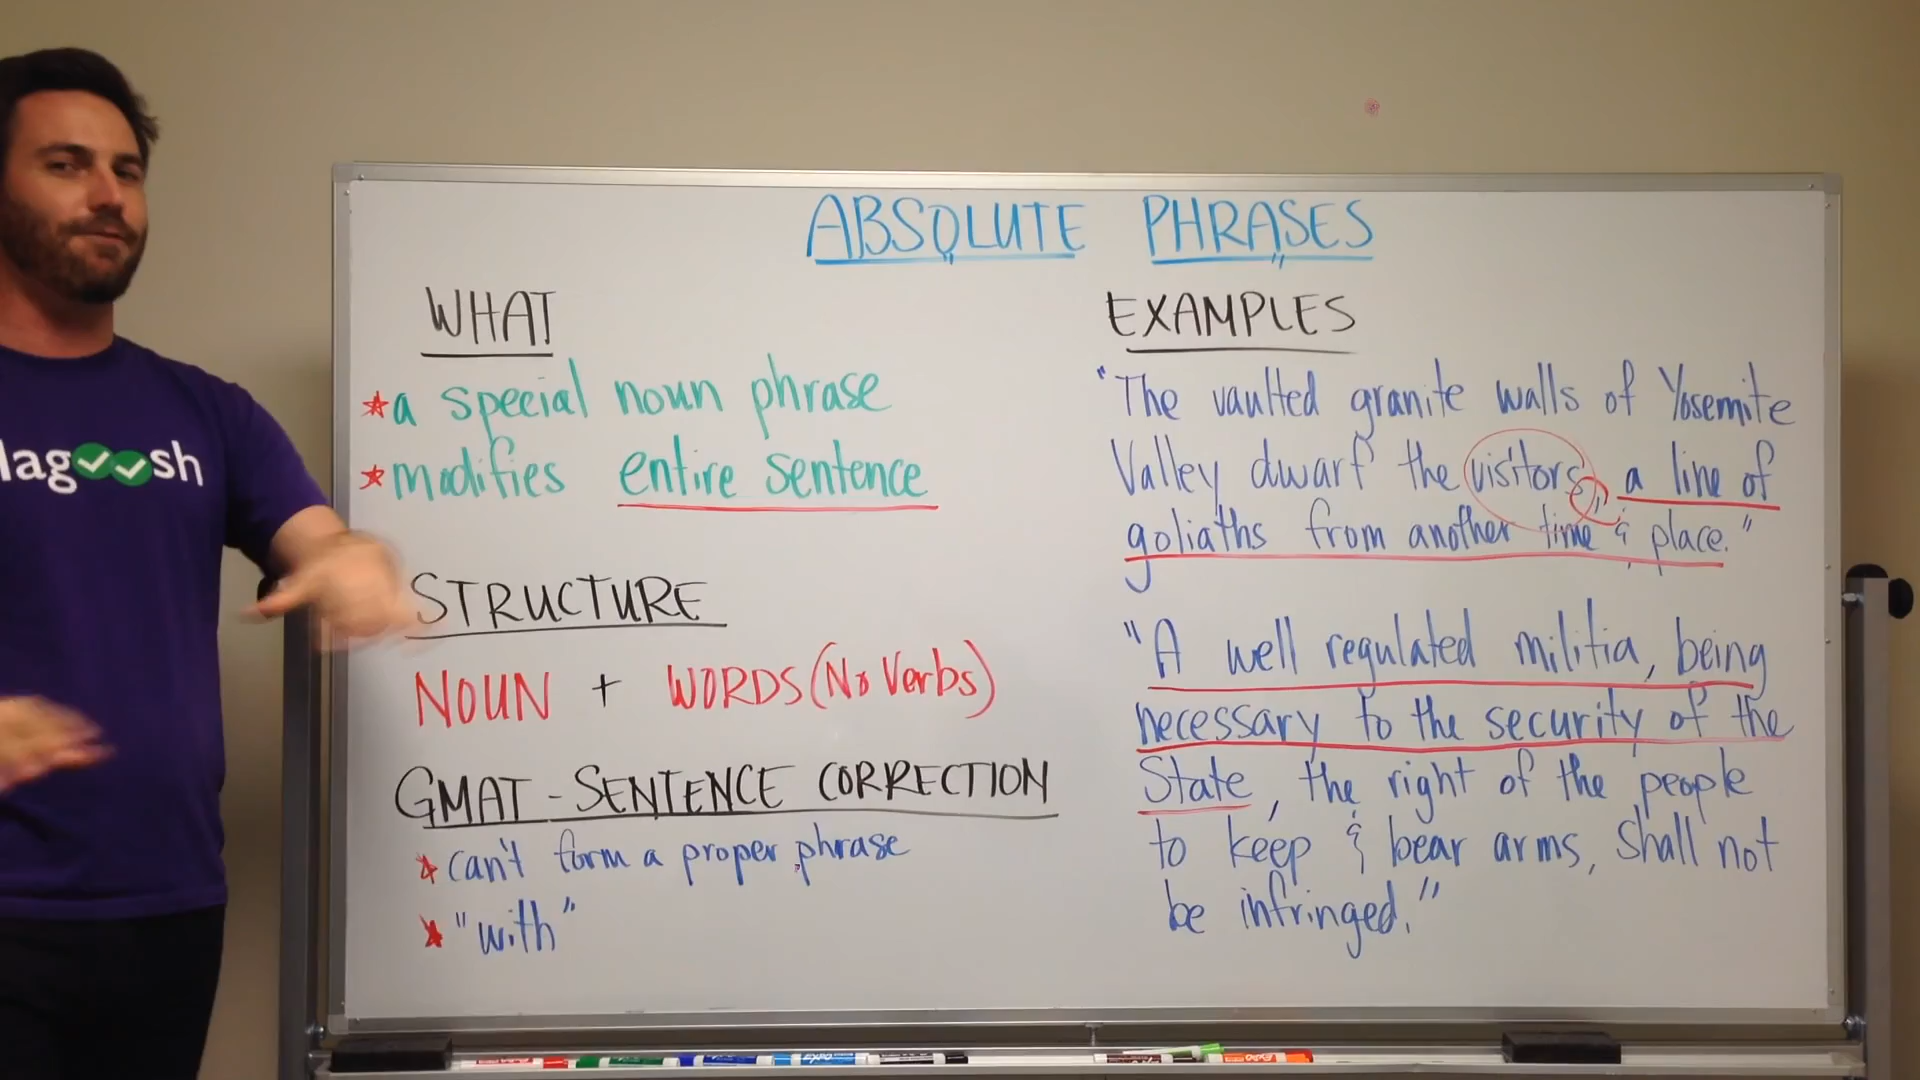 ABSOLUTE PHRASES
WHAT
a special noun phrase
modifies entire sentence
STRUCTURE
NOUN + WORDS (No Verbs)
GMAT - SENTENCE CORRECTION
can't form a proper phrase
"with"
EXAMPLES
"The vaulted granite walls of Yosemite
Valley dwarf the visitors, a line of
goliaths from another time & place."
"A well regulated militia, being
necessary to the security of the
State, the right of the people
to keep & bear arms, shall not
be infringed."
lagoosh
EXPO